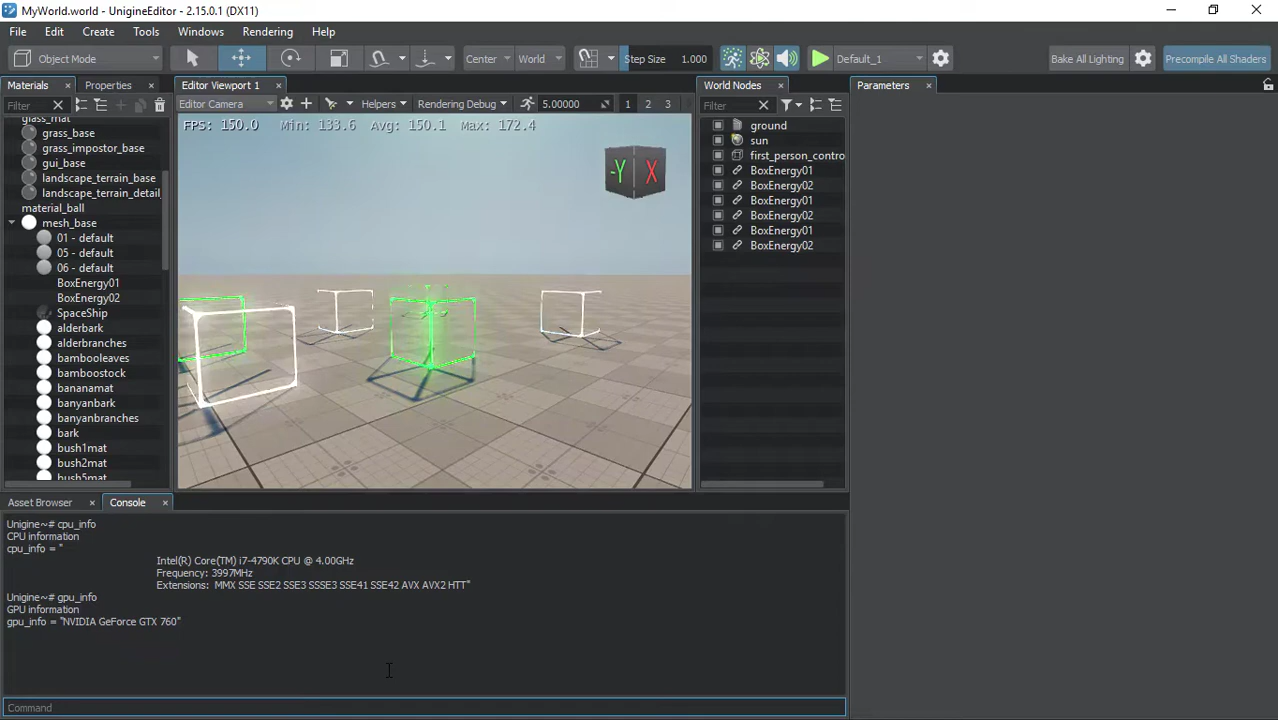 MyWorld.world - UnigineEditor - 2.15.0.1 (DX11)
File Edit Create Tools Windows Rendering Help
Object Mode Center World Step Size 1.000 Default_1 Bake All Lighting Precompile All Shaders
Materials Properties
Filter
glass_mat
grass_base
grass_impostor_base
gui_base
landscape_terrain_base
landscape_terrain_detail_
material_ball
mesh_base
01 - default
05 - default
06 - default
BoxEnergy01
BoxEnergy02
SpaceShip
alderbark
alderbranches
bambooleaves
bamboostock
bananamat
banyanbark
banyanbranches
bark
bush1mat
bush2mat
bush5mat
Editor Viewport 1
Editor Camera Helpers Rendering Debug 5.00000 1 2 3
FPS: 150.0 Min: 133.6 Avg: 150.1 Max: 172.4
-Y X
World Nodes
Filter
ground
sun
first_person_contro
BoxEnergy01
BoxEnergy02
BoxEnergy01
BoxEnergy02
BoxEnergy01
BoxEnergy02
Parameters
Asset Browser Console
Unigine~# cpu_info
CPU information
cpu_info = "
Intel(R) Core(TM) i7-4790K CPU @ 4.00GHz
Frequency: 3997MHz
Extensions: MMX SSE SSE2 SSE3 SSSE3 SSE41 SSE42 AVX AVX2 HTT"
Unigine~# gpu_info
GPU information
gpu_info = "NVIDIA GeForce GTX 760"
Command